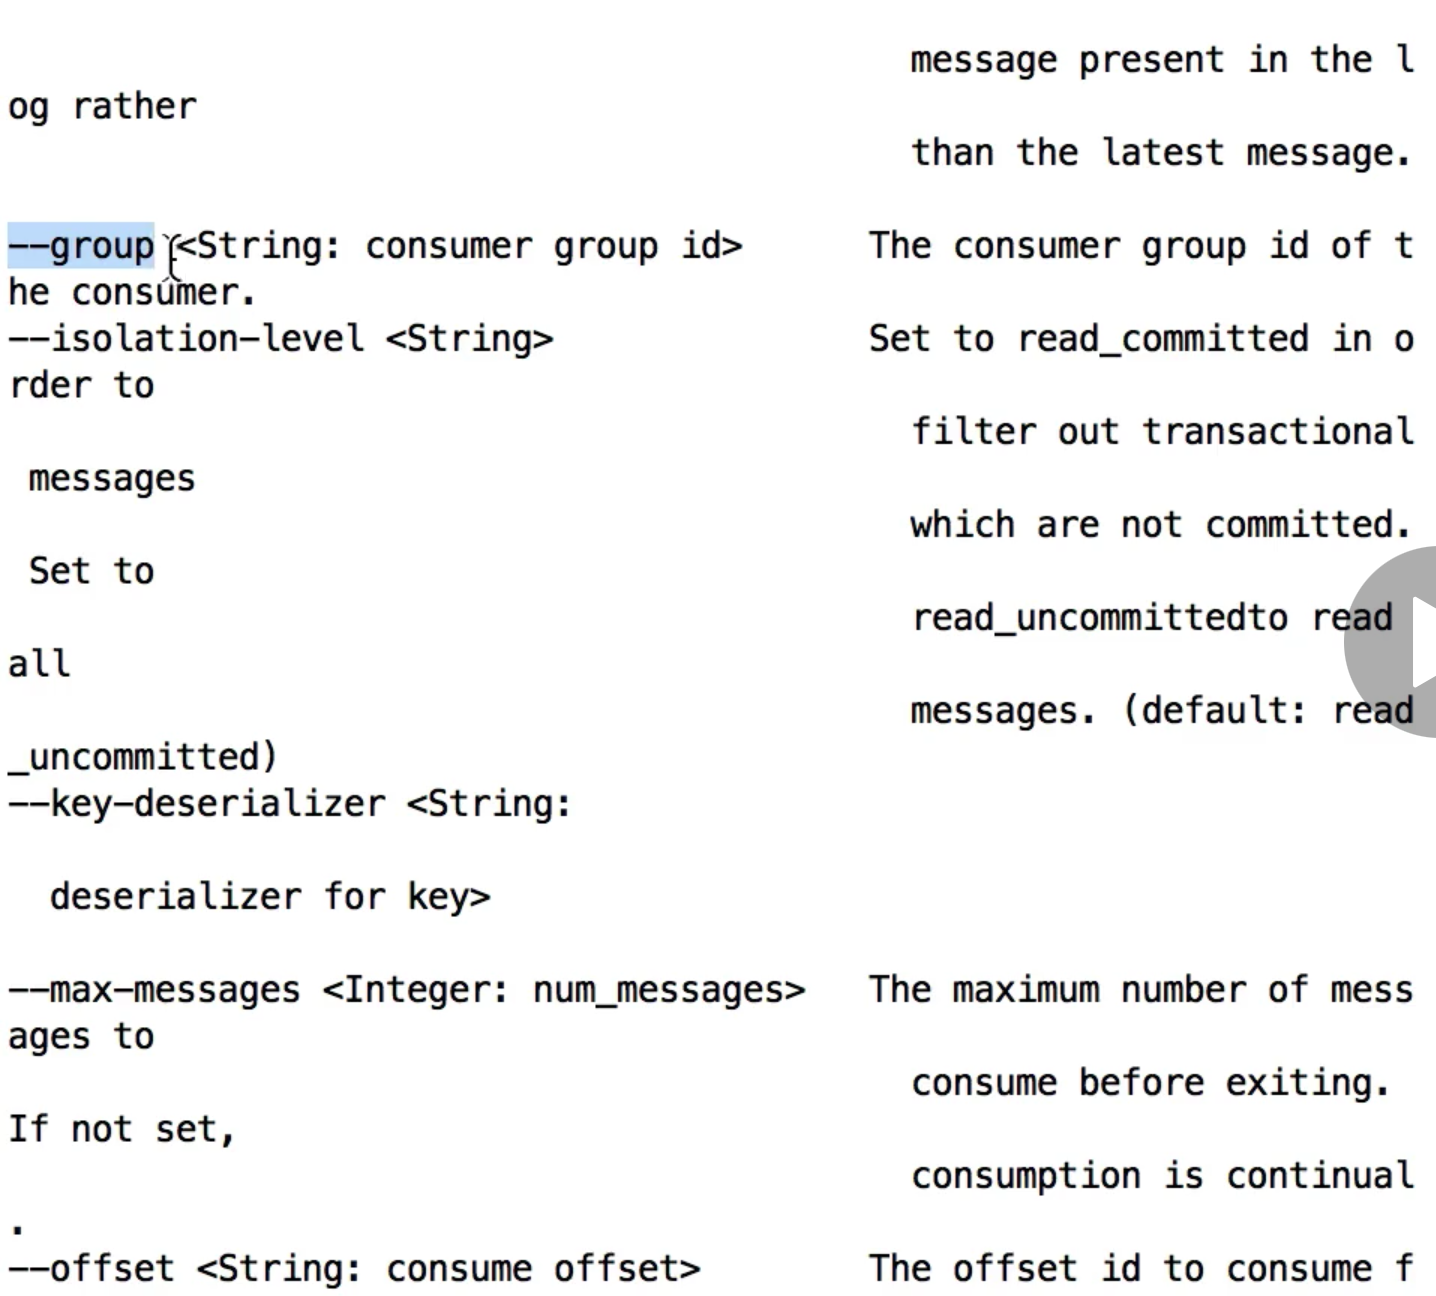 message present in the l
og rather
than the latest message.
--group <String: consumer group id> The consumer group id of t
he consumer.
--isolation-level <String> Set to read_committed in o
rder to
filter out transactional
messages
which are not committed.
Set to
read_uncommittedto read
all
messages. (default: read
_uncommitted)
--key-deserializer <String:
deserializer for key>
--max-messages <Integer: num_messages> The maximum number of mess
ages to
consume before exiting.
If not set,
consumption is continual
.
--offset <String: consume offset> The offset id to consume f